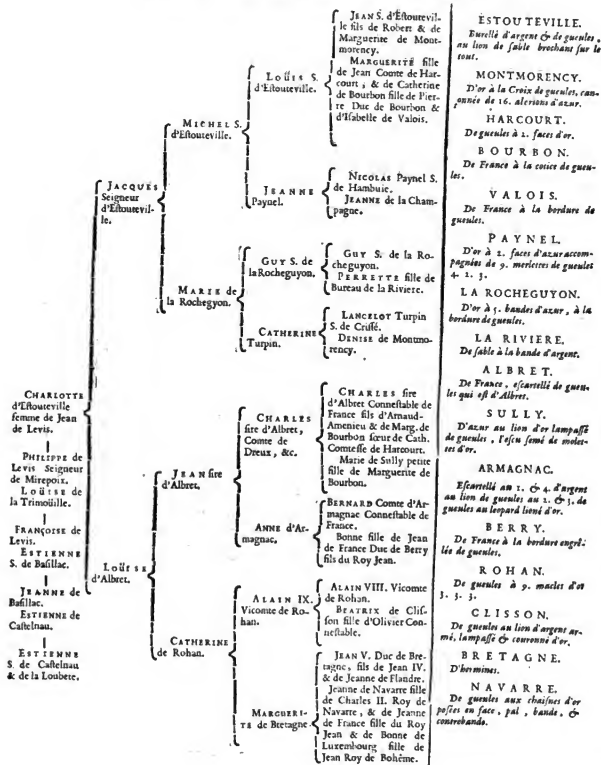 CHARLOTTE
d'Estouteville
femme de Jean
de Levis.
|
PHILIPPE de
Levis Seigneur
de Mirepoix.
LOUISE de
la Trimoüille.
|
FRANÇOISE de
Levis.
ESTIENNE
S. de Basillac.
|
JEANNE de
Basillac.
ESTIENNE de
Castelnau.
|
ESTIENNE
S. de Castelnau
& de la Loubere.
JACQUES
Seigneur
d'Estoutevil-
le.
LOÜISE
d'Albret.
MICHEL S.
d'Estouteville.
MARIE de
la Rochegyon.
JEAN sire
d'Albret.
CATHERINE
de Rohan.
LOÜIS S.
d'Estouteville.
JEANNE
Paynel.
GUY S. de
la Rocheguyon.
CATHERINE
Turpin.
CHARLES
sire d'Albret,
Comte de
Dreux, &c.
ANNE d'Ar-
magnac.
ALAIN IX.
Vicomte de Ro-
han.
MARGUERI-
TE de Bretagne.
JEAN S. d'Estoutevil-
le fils de Robert & de
Marguerite de Mont-
morency.
MARGUERITE fille
de Jean Comte de Har-
court, & de Catherine
de Bourbon fille de Pier-
re Duc de Bourbon &
d'Isabelle de Valois.
NICOLAS Paynel S.
de Hambuie.
JEANNE de la Cham-
pagne.
GUY S. de la Ro-
cheguyon.
PERRETTE fille de
Bureau de la Riviere.
LANCELOT Turpin
S. de Crissé.
DENISE de Montmo-
rency.
CHARLES sire
d'Albret Connestable de
France fils d'Arnaud-
Amenieu & de Marg. de
Bourbon sœur de Cath.
Comtesse de Harcourt.
Marie de Sully petite
fille de Marguerite de
Bourbon.
BERNARD Comte d'Ar-
magnac Connestable de
France.
Bonne fille de Jean
de France Duc de Berry
fils du Roy Jean.
ALAIN VIII. Vicomte
de Rohan.
BEATRIX de Clis-
son fille d'Olivier Con-
nestable.
JEAN V. Duc de Bre-
tagne, fils de Jean IV.
& de Jeanne de Flandre.
Jeanne de Navarre fille
de Charles II. Roy de
Navarre, & de Jeanne
de France fille du Roy
Jean & de Bonne de
Luxembourg fille de
Jean Roy de Bohême.
ESTOUTEVILLE.
Burellé d'argent & de gueules,
au lion de sable brochant sur le
tout.
MONTMORENCY.
D'or à la Croix de gueules, can-
tonnée de 16. alerions d'azur.
HARCOURT.
De gueules à 2. faces d'or.
BOURBON.
De France à la cotice de gueu-
les.
VALOIS.
De France à la bordure de
gueules.
PAYNEL.
D'or à 2. faces d'azur accom-
pagnées de 9. merlettes de gueules
4. 2. 3.
LA ROCHEGUYON.
D'or à 5. bandes d'azur, à la
bordure de gueules.
LA RIVIERE.
De sable à la bande d'argent.
ALBRET.
De France, escartellé de gueu-
les qui est d'Albret.
SULLY.
D'azur au lion d'or lampassé
de gueules, l'escu semé de molet-
tes d'or.
ARMAGNAC.
Escartellé au 1. & 4. d'argent
au lion de gueules au 2. & 3. de
gueules au leopard lioné d'or.
BERRY.
De France à la bordure engrê-
lée de gueules.
ROHAN.
De gueules à 9. macles d'or
3. 3. 3.
CLISSON.
De gueules au lion d'argent ar-
mé, lampassé & couronné d'or.
BRETAGNE.
D'hermines.
NAVARRE.
De gueules aux chaisnes d'or
posées en face, pal, bande, &
contrebande.